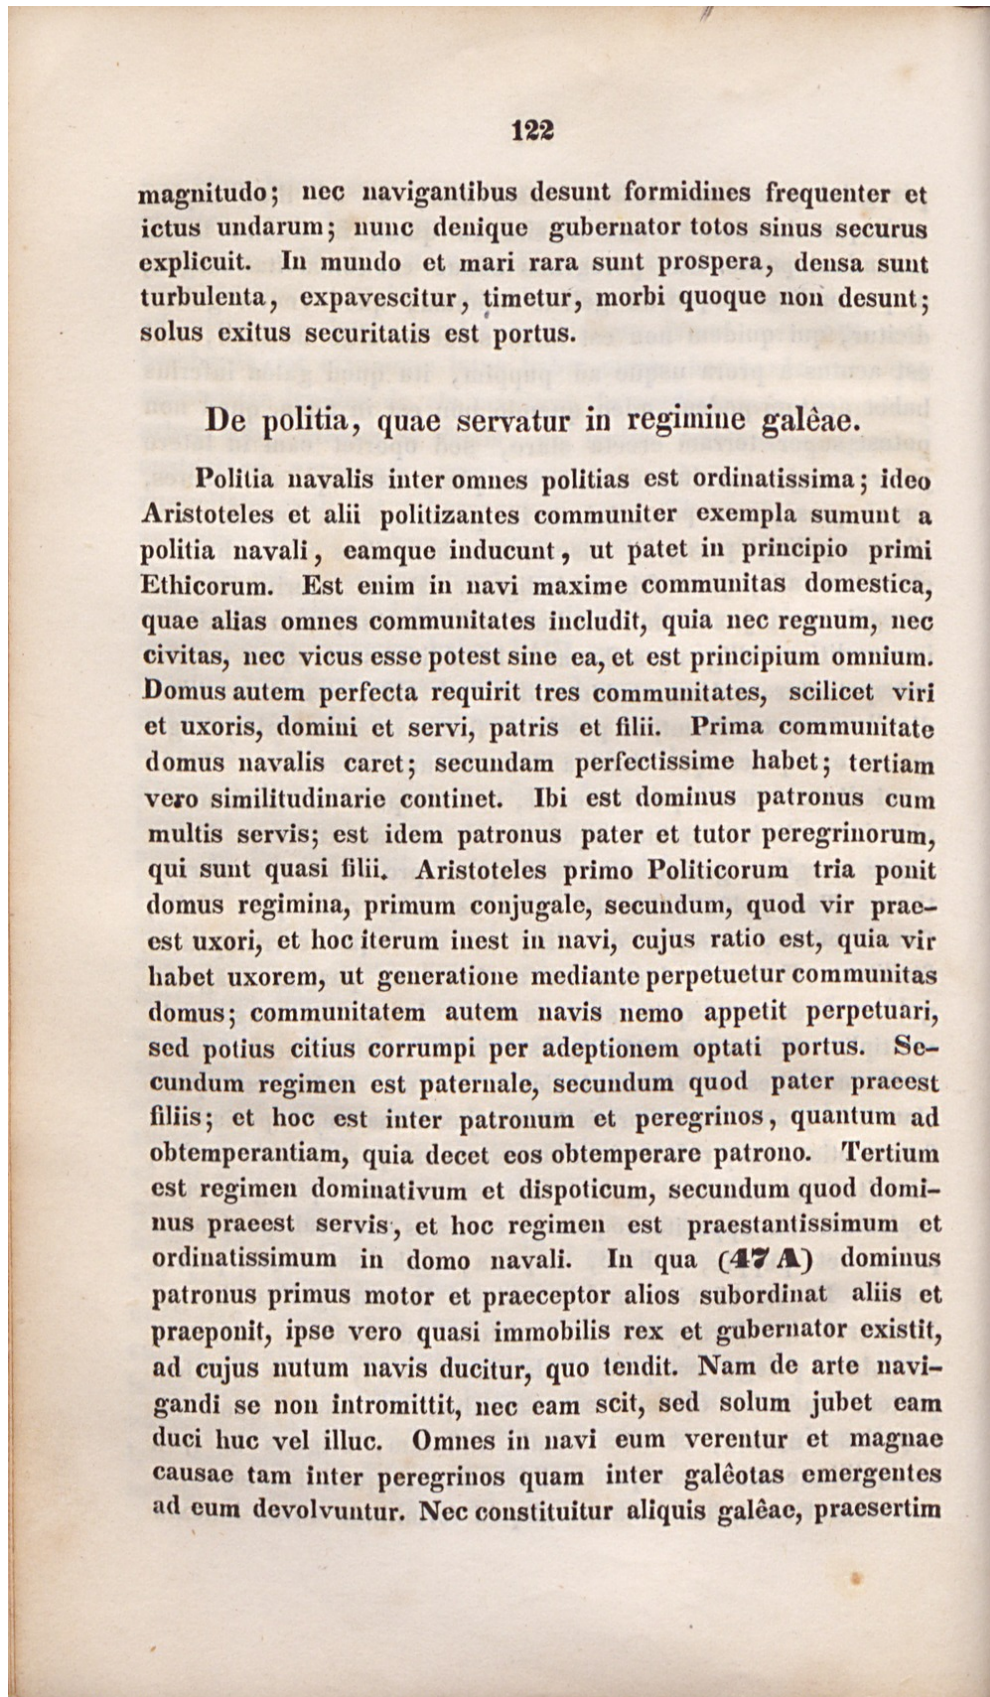 122
magnitudo; nec navigantibus desunt formidines frequenter et
ictus undarum; nunc denique gubernator totos sinus securus
explicuit. In mundo et mari rara sunt prospera, densa sunt
turbulenta, expavescitur, timetur, morbi quoque non desunt;
solus exitus securitatis est portus.
De politia, quae servatur in regimine galêae.
Politia navalis inter omnes politias est ordinatissima; ideo
Aristoteles et alii politizantes communiter exempla sumunt a
politia navali, eamque inducunt, ut patet in principio primi
Ethicorum. Est enim in navi maxime communitas domestica,
quae alias omnes communitates includit, quia nec regnum, nec
civitas, nec vicus esse potest sine ea, et est principium omnium.
Domus autem perfecta requirit tres communitates, scilicet viri
et uxoris, domini et servi, patris et filii. Prima communitate
domus navalis caret; secundam perfectissime habet; tertiam
vero similitudinarie continet. Ibi est dominus patronus cum
multis servis; est idem patronus pater et tutor peregrinorum,
qui sunt quasi filii. Aristoteles primo Politicorum tria ponit
domus regimina, primum conjugale, secundum, quod vir prae-
est uxori, et hoc iterum inest in navi, cujus ratio est, quia vir
habet uxorem, ut generatione mediante perpetuetur communitas
domus; communitatem autem navis nemo appetit perpetuari,
sed potius citius corrumpi per adeptionem optati portus. Se-
cundum regimen est paternale, secundum quod pater praeest
filiis; et hoc est inter patronum et peregrinos, quantum ad
obtemperantiam, quia decet eos obtemperare patrono. Tertium
est regimen dominativum et dispoticum, secundum quod domi-
nus praeest servis, et hoc regimen est praestantissimum et
ordinatissimum in domo navali. In qua (47 A) dominus
patronus primus motor et praeceptor alios subordinat aliis et
praeponit, ipse vero quasi immobilis rex et gubernator existit,
ad cujus nutum navis ducitur, quo tendit. Nam de arte navi-
gandi se non intromittit, nec eam scit, sed solum jubet eam
duci huc vel illuc. Omnes in navi eum verentur et magnae
causae tam inter peregrinos quam inter galêotas emergentes
ad eum devolvuntur. Nec constituitur aliquis galêae, praesertim